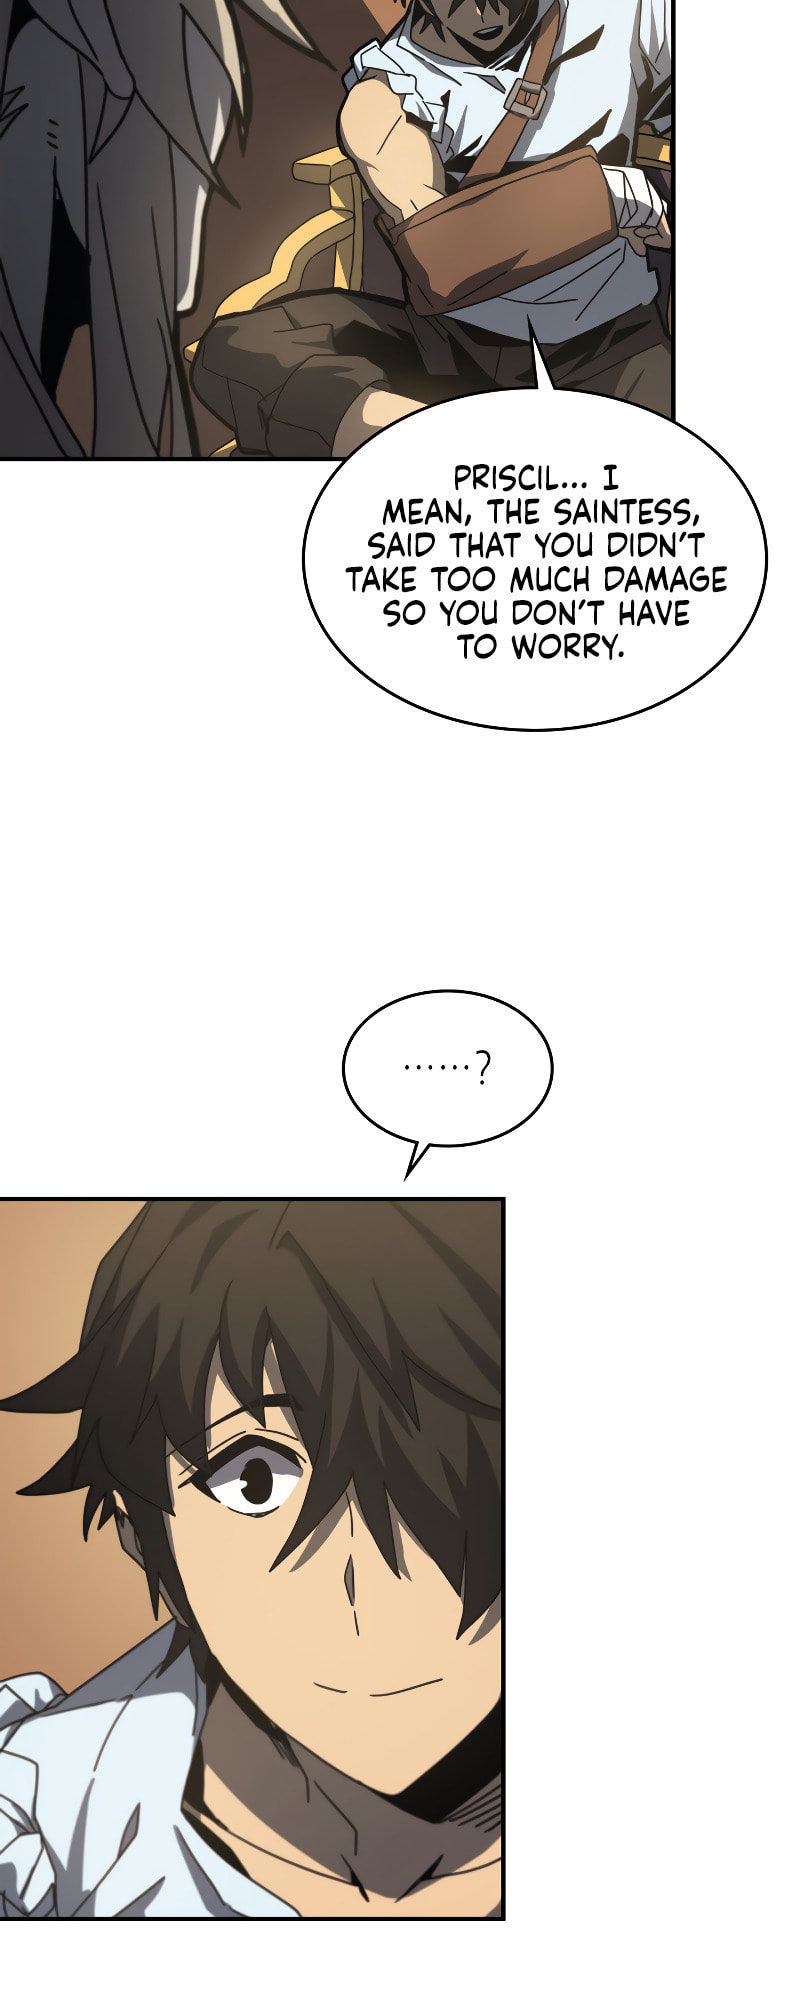 PRISCIL... I
MEAN, THE SAINTESS,
SAID THAT YOU DIDN'T
TAKE TOO MUCH DAMAGE
SO YOU DON'T HAVE
TO WORRY.
......?